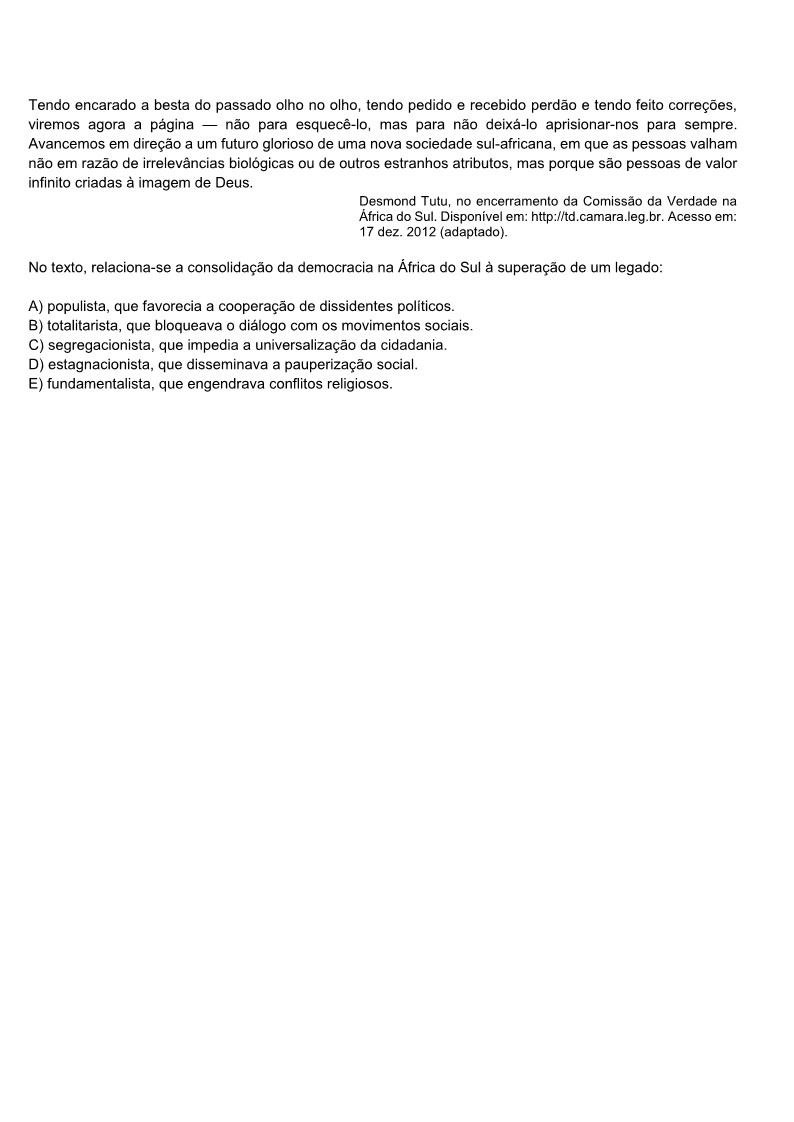 Tendo encarado a besta do passado olho no olho, tendo pedido e recebido perdão e tendo feito correções,
viremos agora a página — não para esquecê-lo, mas para não deixá-lo aprisionar-nos para sempre.
Avancemos em direção a um futuro glorioso de uma nova sociedade sul-africana, em que as pessoas valham
não em razão de irrelevâncias biológicas ou de outros estranhos atributos, mas porque são pessoas de valor
infinito criadas à imagem de Deus.
Desmond Tutu, no encerramento da Comissão da Verdade na
África do Sul. Disponível em: http://td.camara.leg.br. Acesso em:
17 dez. 2012 (adaptado).
No texto, relaciona-se a consolidação da democracia na África do Sul à superação de um legado:
A) populista, que favorecia a cooperação de dissidentes políticos.
B) totalitarista, que bloqueava o diálogo com os movimentos sociais.
C) segregacionista, que impedia a universalização da cidadania.
D) estagnacionista, que disseminava a pauperização social.
E) fundamentalista, que engendrava conflitos religiosos.